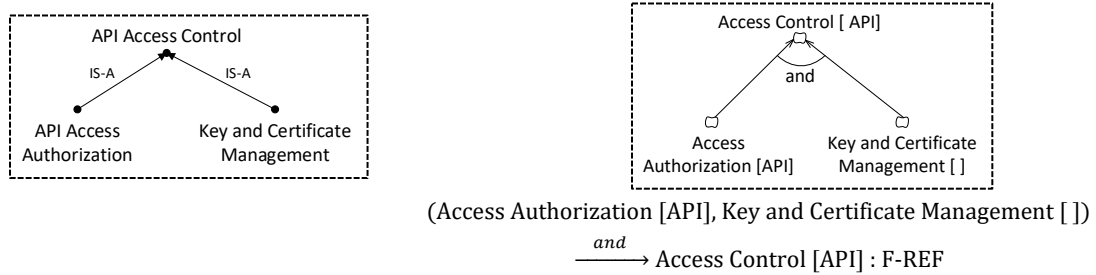 API Access Control
IS-A
IS-A
API Access
Authorization
Key and Certificate
Management
Access Control [ API]
and
Access
Authorization [API]
Key and Certificate
Management [ ]
(Access Authorization [API], Key and Certificate Management [ ])
and
⟶ Access Control [API] : F-REF